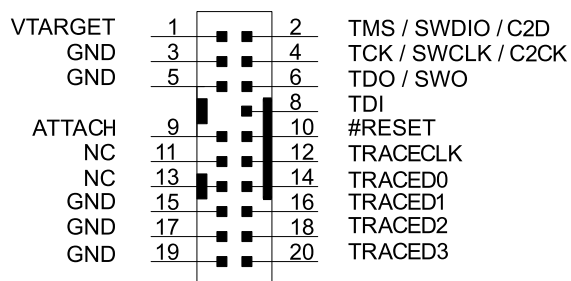 VTARGET 1 2 TMS / SWDIO / C2D
GND 3 4 TCK / SWCLK / C2CK
GND 5 6 TDO / SWO
8 TDI
ATTACH 9 10 #RESET
NC 11 12 TRACECLK
NC 13 14 TRACED0
GND 15 16 TRACED1
GND 17 18 TRACED2
GND 19 20 TRACED3